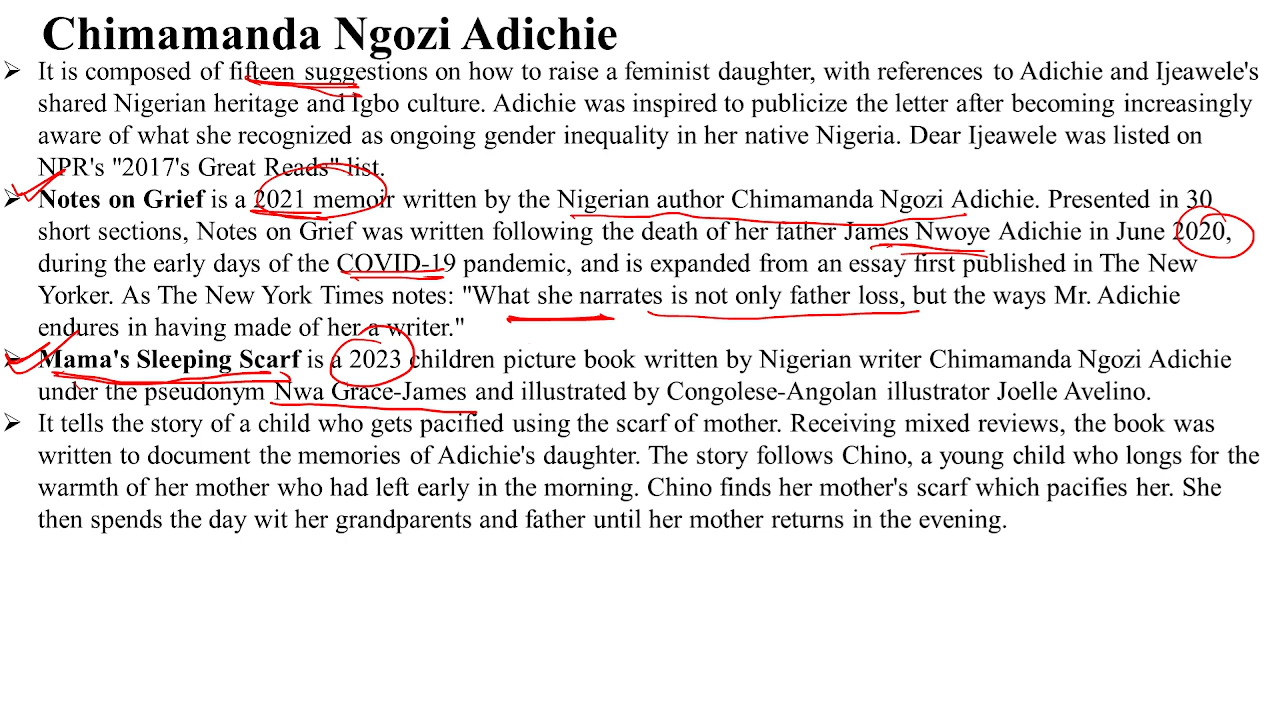 Chimamanda Ngozi Adichie
➢ It is composed of fifteen suggestions on how to raise a feminist daughter, with references to Adichie and Ijeawele's
shared Nigerian heritage and Igbo culture. Adichie was inspired to publicize the letter after becoming increasingly
aware of what she recognized as ongoing gender inequality in her native Nigeria. Dear Ijeawele was listed on
NPR's "2017's Great Reads" list.
➢ Notes on Grief is a 2021 memoir written by the Nigerian author Chimamanda Ngozi Adichie. Presented in 30
short sections, Notes on Grief was written following the death of her father James Nwoye Adichie in June 2020,
during the early days of the COVID-19 pandemic, and is expanded from an essay first published in The New
Yorker. As The New York Times notes: "What she narrates is not only father loss, but the ways Mr. Adichie
endures in having made of her a writer."
➢ Mama's Sleeping Scarf is a 2023 children picture book written by Nigerian writer Chimamanda Ngozi Adichie
under the pseudonym Nwa Grace-James and illustrated by Congolese-Angolan illustrator Joelle Avelino.
➢ It tells the story of a child who gets pacified using the scarf of mother. Receiving mixed reviews, the book was
written to document the memories of Adichie's daughter. The story follows Chino, a young child who longs for the
warmth of her mother who had left early in the morning. Chino finds her mother's scarf which pacifies her. She
then spends the day wit her grandparents and father until her mother returns in the evening.